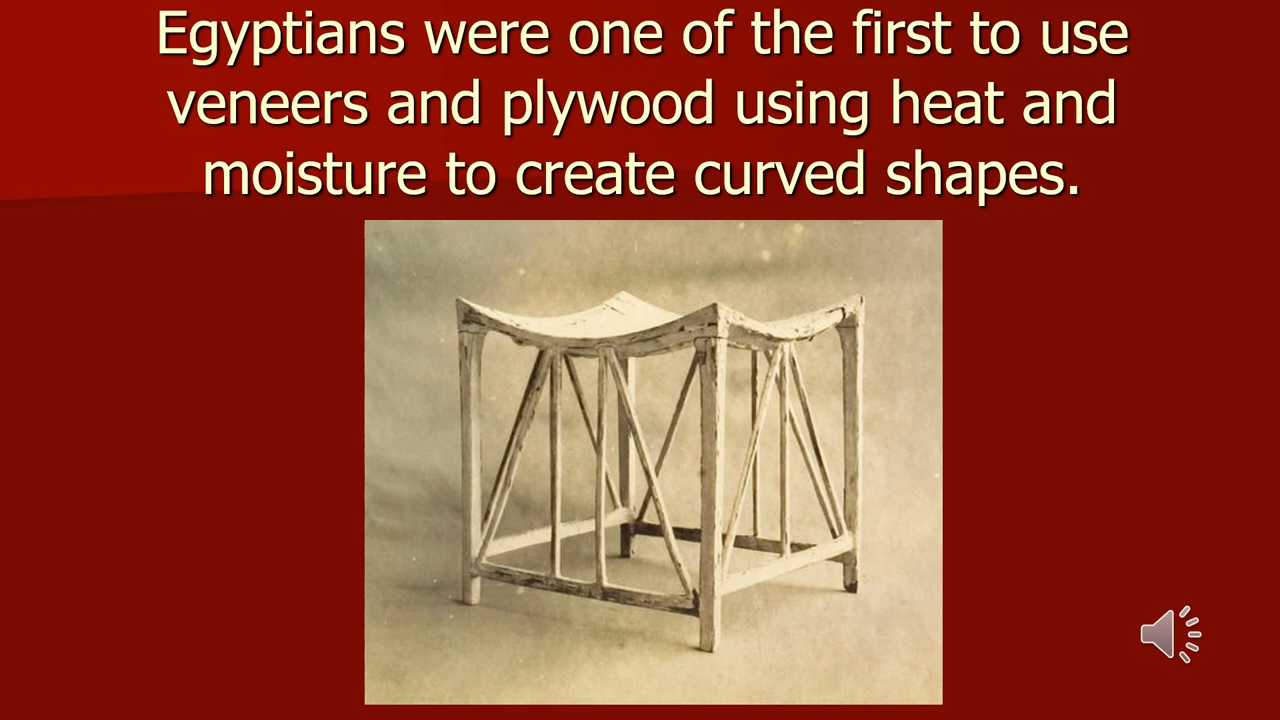 Egyptians were one of the first to use
veneers and plywood using heat and
moisture to create curved shapes.